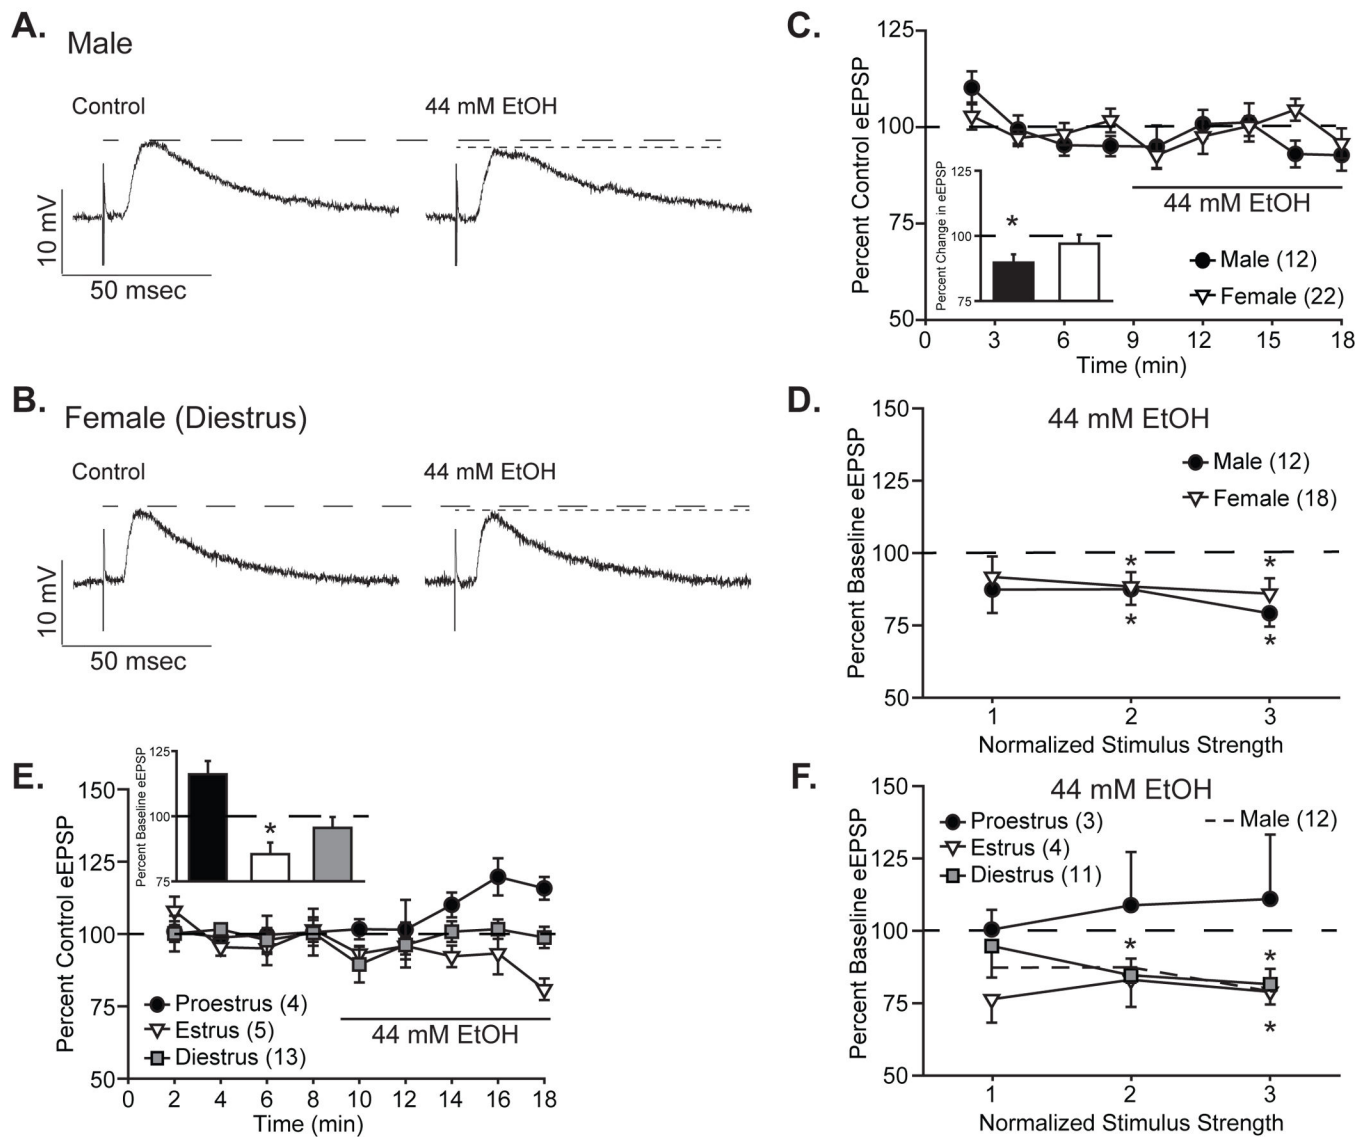 A.
Male
Control
44 mM EtOH
10 mV
50 msec
B.
Female (Diestrus)
Control
44 mM EtOH
10 mV
50 msec
C.
Percent Control eEPSP
125
100
75
50
0
3
6
9
12
15
18
Time (min)
44 mM EtOH
Male (12)
Female (22)
Percent Change in eEPSP
125
100
75
*
D.
44 mM EtOH
Male (12)
Female (18)
Percent Baseline eEPSP
150
125
100
75
50
* *
* *
1
2
3
Normalized Stimulus Strength
E.
Percent Baseline eEPSP
125
100
75
*
Percent Control eEPSP
150
125
100
75
50
Proestrus (4)
Estrus (5)
Diestrus (13)
44 mM EtOH
0
2
4
6
8
10
12
14
16
18
Time (min)
F.
44 mM EtOH
Proestrus (3)
Estrus (4)
Diestrus (11)
Male (12)
Percent Baseline eEPSP
150
125
100
75
50
* *
*
1
2
3
Normalized Stimulus Strength